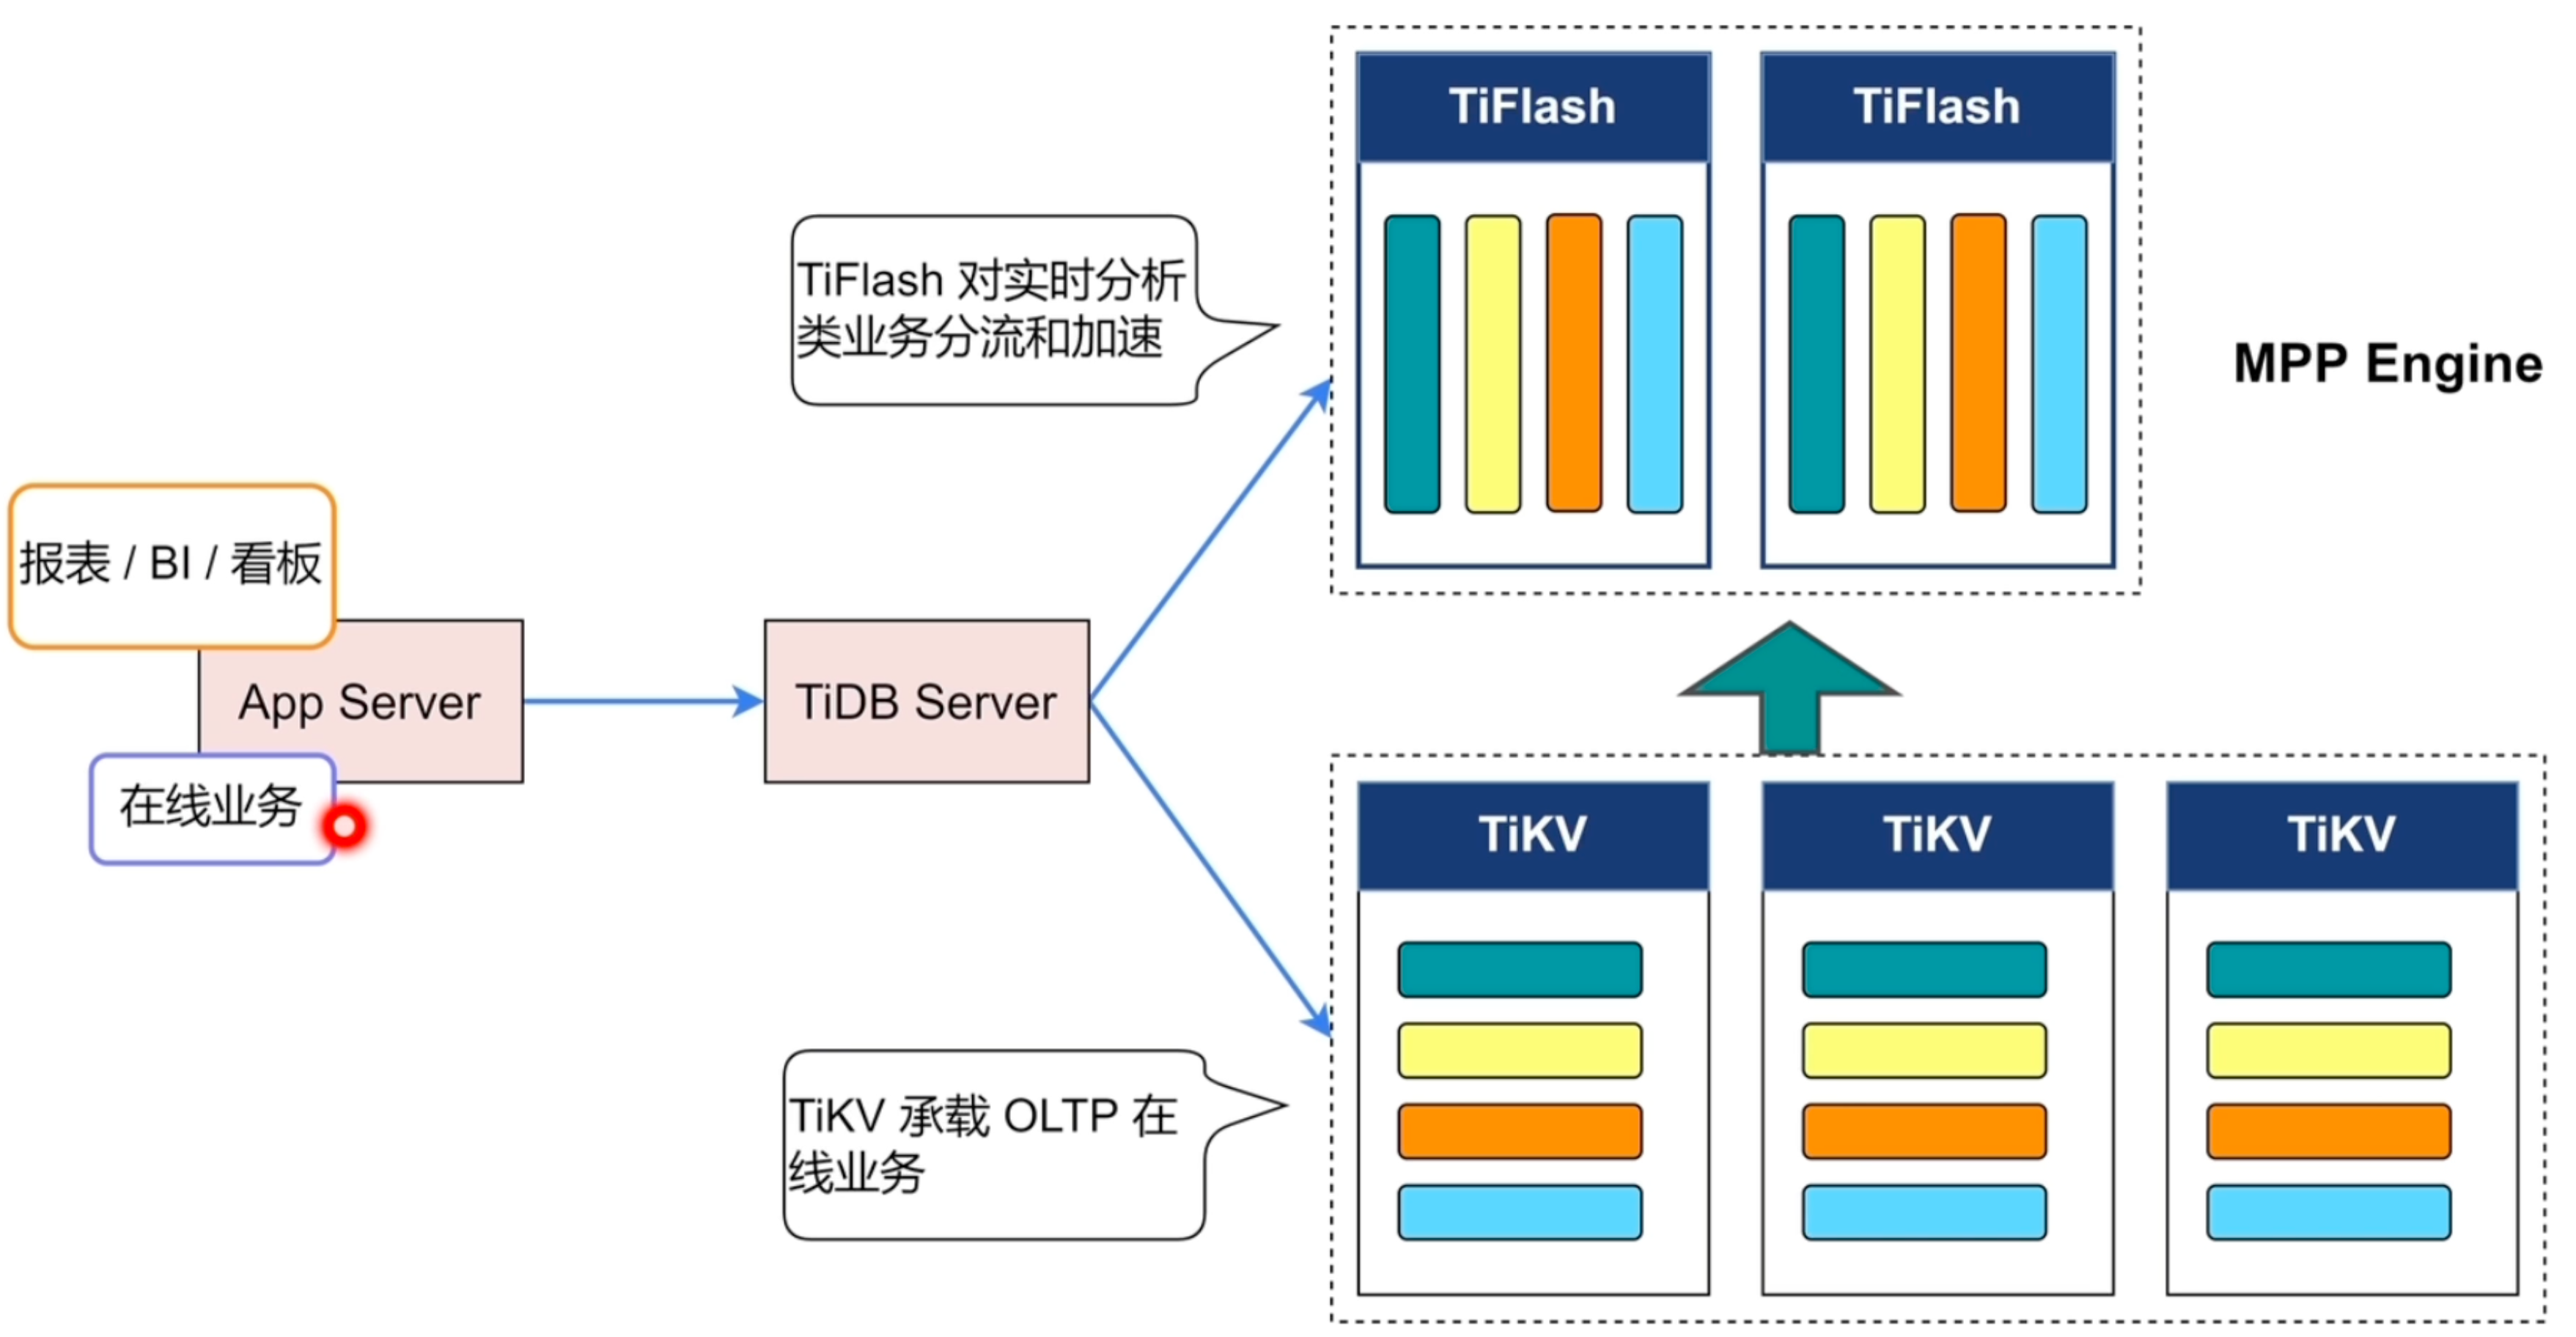 TiFlash
TiFlash
TiFlash 对实时分析
类业务分流和加速
MPP Engine
报表 / BI / 看板
App Server
TiDB Server
在线业务
TiKV
TiKV
TiKV
TiKV 承载 OLTP 在
线业务